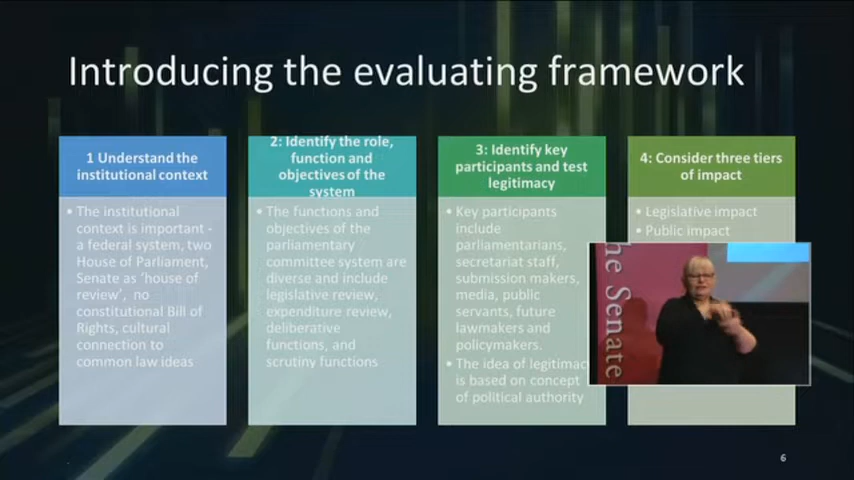 Introducing the evaluating framework
1 Understand the
institutional context
• The institutional
context is important -
a federal system, two
House of Parliament,
Senate as ‘house of
review’, no
constitutional Bill of
Rights, cultural
connection to
common law ideas
2: Identify the role,
function and
objectives of the
system
• The functions and
objectives of the
parliamentary
committee system are
diverse and include
legislative review,
expenditure review,
deliberative
functions, and
scrutiny functions
3: Identify key
participants and test
legitimacy
• Key participants
include
parliamentarians,
secretariat staff,
submission makers,
media, public
servants, future
lawmakers and
policymakers.
• The idea of legitimac
is based on concept
of political authority
4: Consider three tiers
of impact
• Legislative impact
• Public impact
he Senate
6